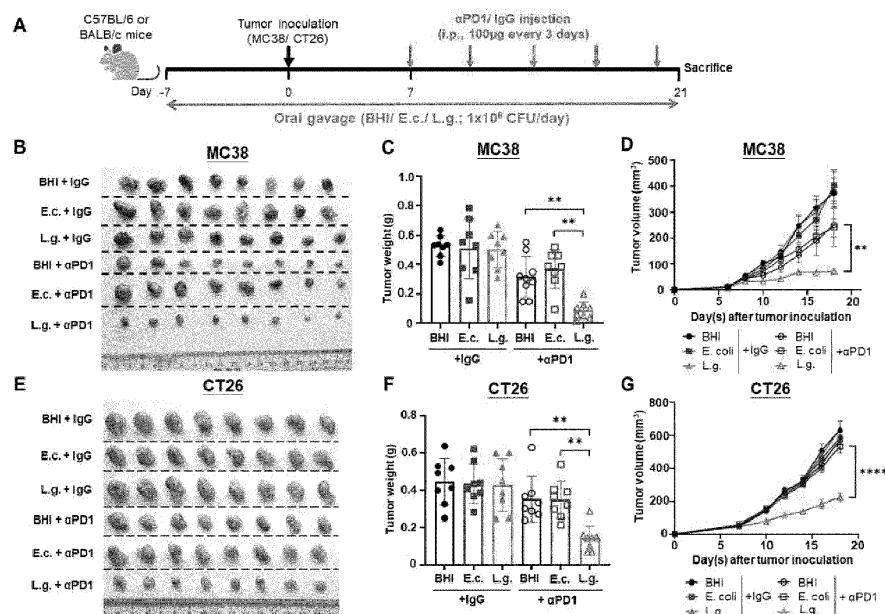 A
C57BL/6 or
BALB/c mice
Tumor inoculation
(MC38/ CT26)
αPD1/ IgG injection
(i.p., 100μg every 3 days)
Sacrifice
Day
-7
0
7
21
Oral gavage (BHI/ E.c./ L.g.; 1x10⁸ CFU/day)
B
MC38
BHI + IgG
E.c. + IgG
L.g. + IgG
BHI + αPD1
E.c. + αPD1
L.g. + αPD1
C
MC38
Tumor weight (g)
1.0
0.8
0.6
0.4
0.2
0
**
**
BHI E.c. L.g. BHI E.c. L.g.
+IgG +αPD1
D
MC38
Tumor volume (mm³)
500
400
300
200
100
0
**
0 5 10 15 20
Day(s) after tumor inoculation
BHI BHI
E. coli +IgG E. coli +αPD1
L.g. L.g.
E
CT26
BHI + IgG
E.c. + IgG
L.g. + IgG
BHI + αPD1
E.c. + αPD1
L.g. + αPD1
F
CT26
Tumor weight (g)
0.6
0.4
0.2
0
**
**
BHI E.c. L.g. BHI E.c. L.g.
+IgG + αPD1
G
CT26
Tumor volume (mm³)
800
600
400
200
0
****
0 5 10 15 20
Day(s) after tumor inoculation
BHI BHI
E. coli +IgG E. coli + αPD1
L.g. L.g.